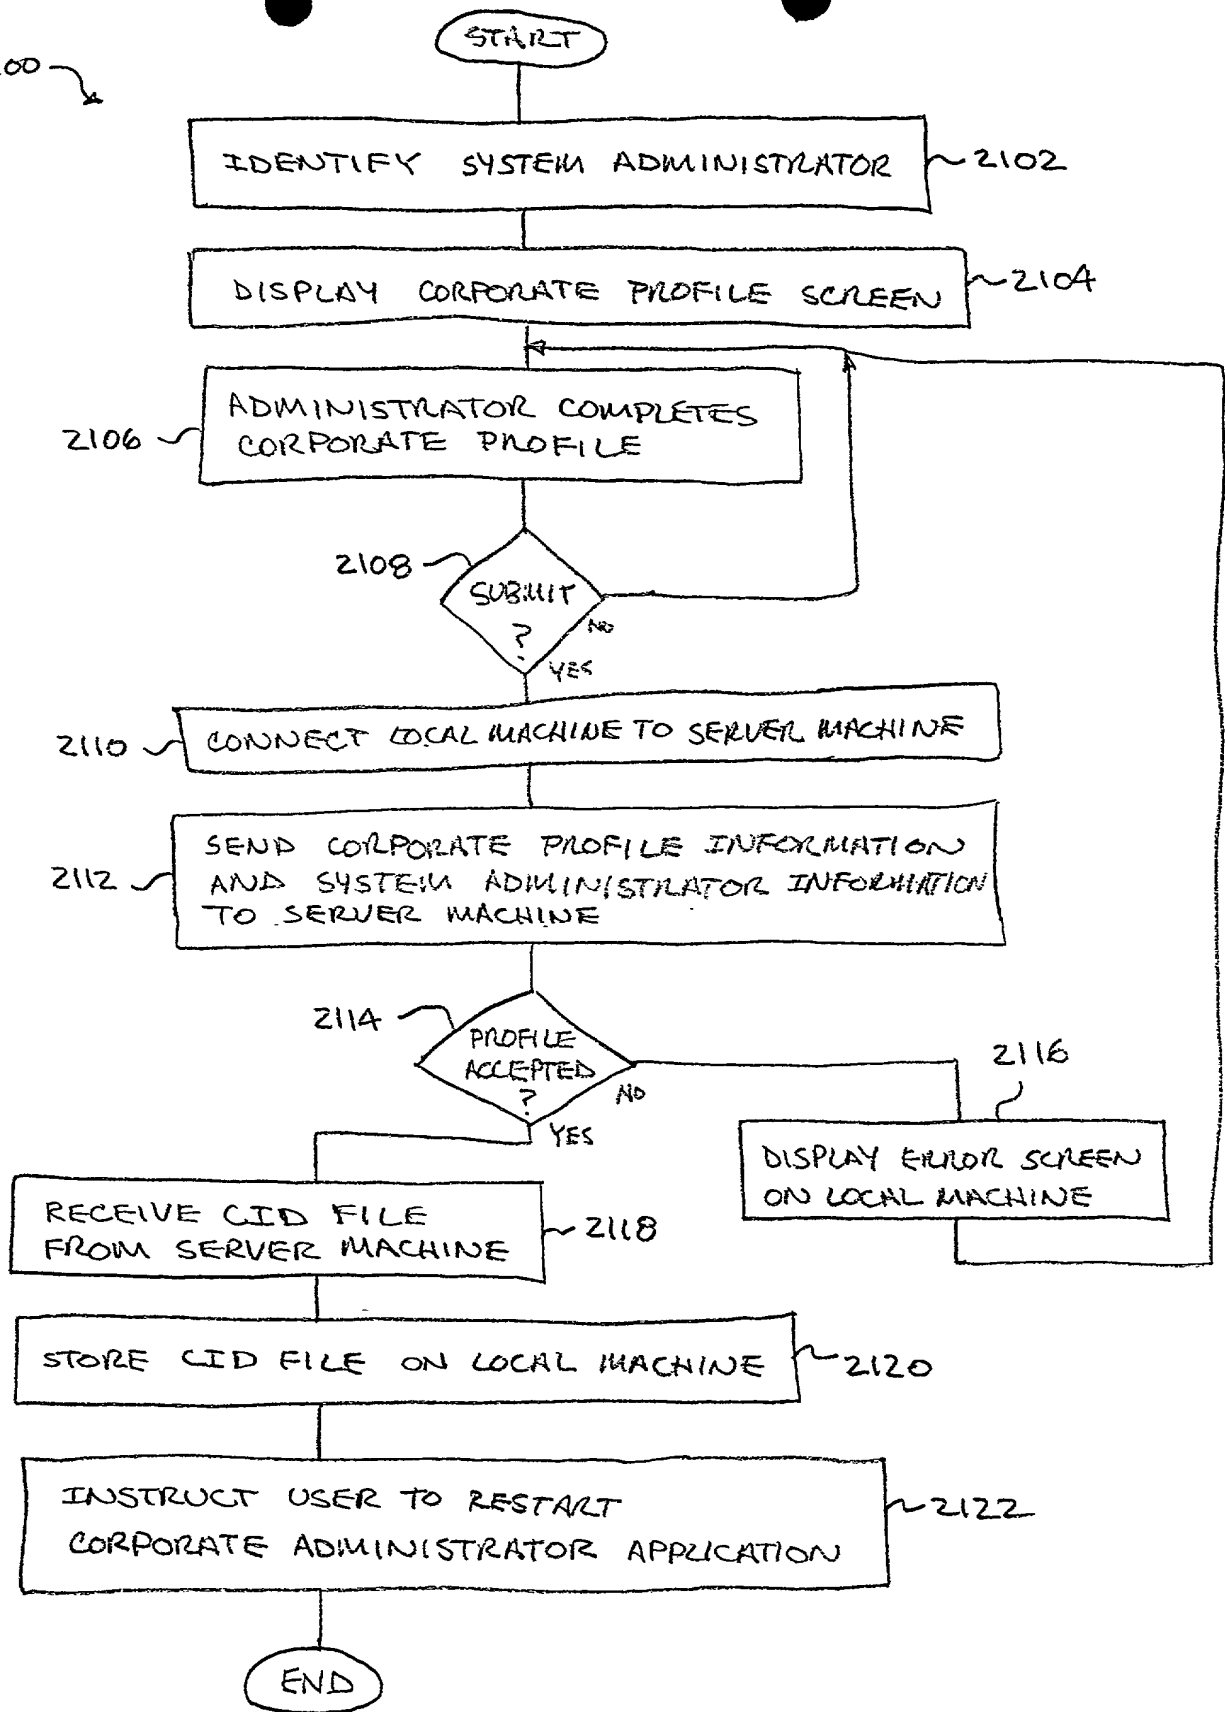 START
00
IDENTIFY SYSTEM ADMINISTRATOR
2102
DISPLAY CORPORATE PROFILE SCREEN
2104
ADMINISTRATOR COMPLETES
CORPORATE PROFILE
2106
2108
SUBMIT
?
NO
YES
2110
CONNECT LOCAL MACHINE TO SERVER MACHINE
SEND CORPORATE PROFILE INFORMATION
AND SYSTEM ADMINISTRATOR INFORMATION
TO SERVER MACHINE
2112
2114
PROFILE
ACCEPTED
?
NO
YES
2116
DISPLAY ERROR SCREEN
ON LOCAL MACHINE
RECEIVE CID FILE
FROM SERVER MACHINE
2118
STORE CID FILE ON LOCAL MACHINE
2120
INSTRUCT USER TO RESTART
CORPORATE ADMINISTRATOR APPLICATION
2122
END